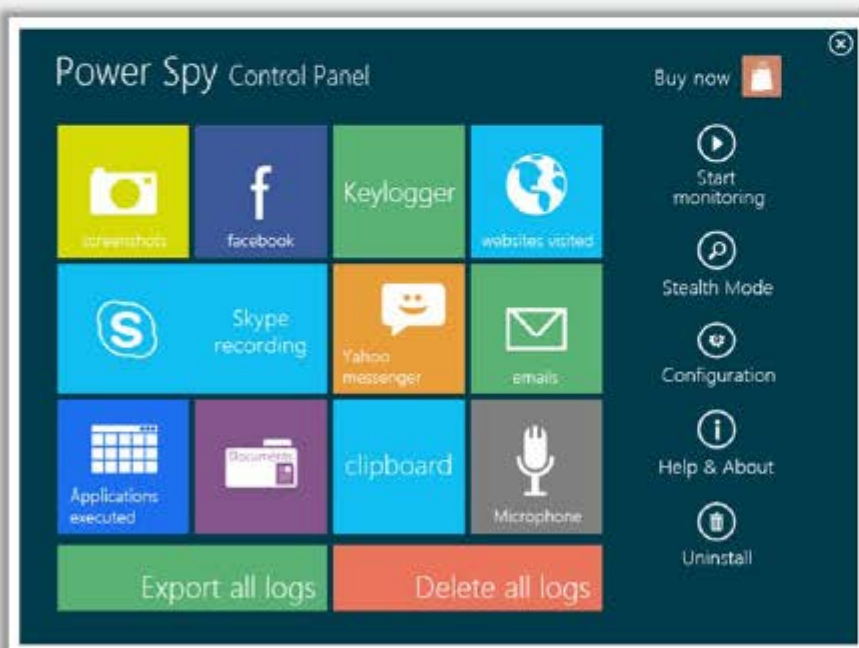 Power Spy Control Panel
Buy now
screenshots
facebook
Keylogger
websites visited
Start
monitoring
Stealth Mode
Skype
recording
Yahoo
messenger
emails
Configuration
Applications
executed
Documents
clipboard
Microphone
Help & About
Uninstall
Export all logs
Delete all logs